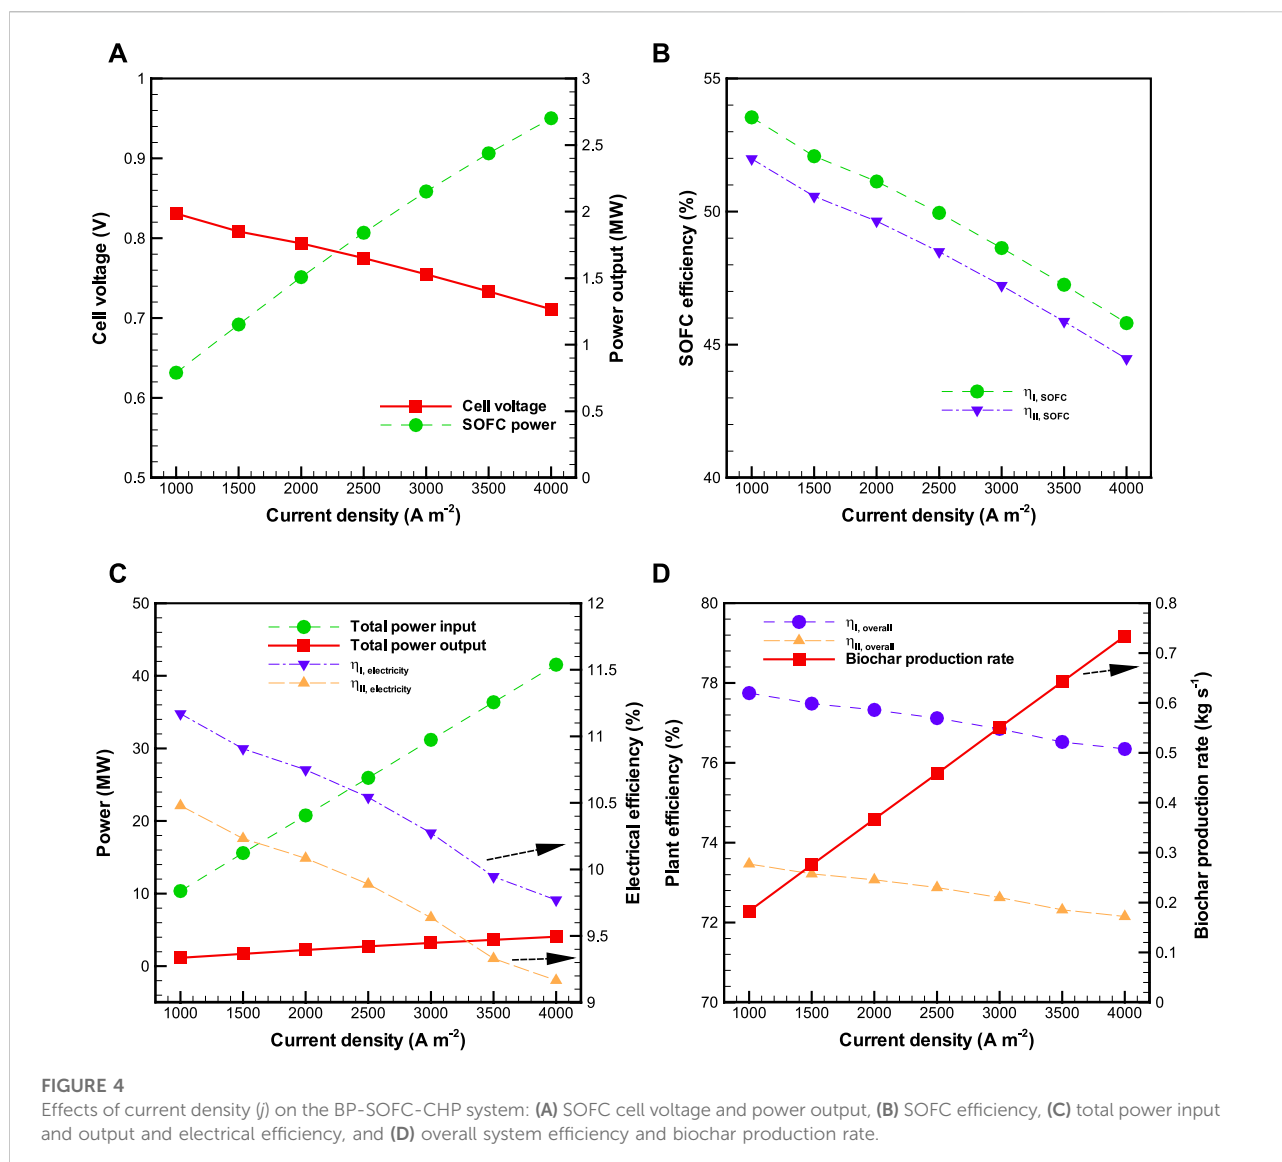 A
1
0.9
0.8
0.7
0.6
0.5
Cell voltage (V)
3
2.5
2
1.5
1
0.5
0
Power output (MW)
Cell voltage
SOFC power
1000 1500 2000 2500 3000 3500 4000
Current density (A m⁻²)
B
55
50
45
40
SOFC efficiency (%)
ηI, SOFC
ηII, SOFC
1000 1500 2000 2500 3000 3500 4000
Current density (A m⁻²)
C
50
40
30
20
10
0
Power (MW)
12
11.5
11
10.5
10
9.5
9
Electrical efficiency (%)
Total power input
Total power output
ηI, electricity
ηII, electricity
1000 1500 2000 2500 3000 3500 4000
Current density (A m⁻²)
D
80
78
76
74
72
70
Plant efficiency (%)
0.8
0.7
0.6
0.5
0.4
0.3
0.2
0.1
0
Biochar production rate (kg s⁻¹)
ηI, overall
ηII, overall
Biochar production rate
1000 1500 2000 2500 3000 3500 4000
Current density (A m⁻²)
FIGURE 4
Effects of current density (j) on the BP-SOFC-CHP system: (A) SOFC cell voltage and power output, (B) SOFC efficiency, (C) total power input
and output and electrical efficiency, and (D) overall system efficiency and biochar production rate.